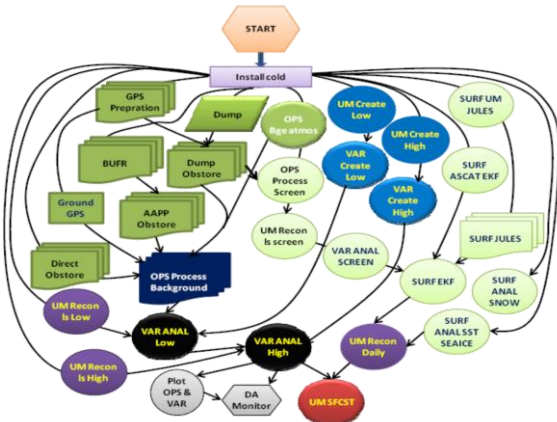 START
Install cold
GPS
Prepration
Dump
OPS
Bge atmos
UM Create
Low
UM Create
High
SURF UM
JULES
BUFR
Dump
Obstore
OPS
Process
Screen
VAR
Create
Low
VAR
Create
High
SURF
ASCAT EKF
Ground
GPS
AAPP
Obstore
UM Recon
ls screen
VAR ANAL
SCREEN
SURF JULES
Direct
Obstore
OPS Process
Background
SURF EKF
SURF
ANAL
SNOW
UM Recon
ls Low
VAR ANAL
Low
VAR ANAL
High
UM Recon
Daily
SURF
ANAL SST
SEAICE
UM Recon
ls High
Plot
OPS &
VAR
DA
Monitor
UM SFCST